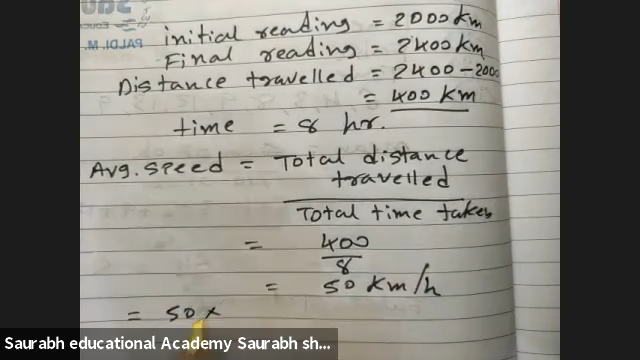 PALDI. M.
initial reading = 2000 km
Final reading = 2400 km
Distance travelled = 2400 - 2000
= 400 km
time = 8 hr.
Avg. speed = Total distance travelled
Total time taken
= 400
8
= 50 km/h
= 50 ×
Saurabh educational Academy Saurabh sh...